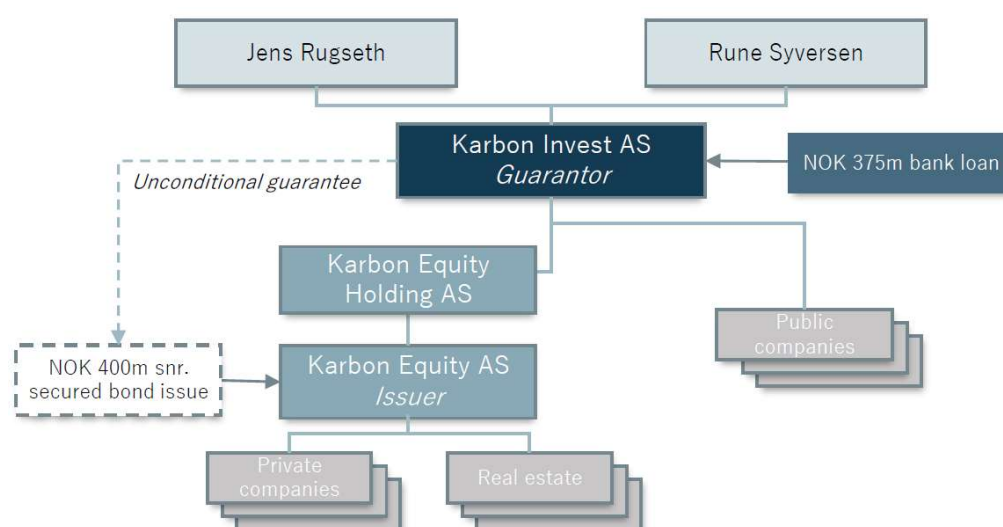 Jens Rugseth
Rune Syversen
Karbon Invest AS
Guarantor
NOK 375m bank loan
Unconditional guarantee
Karbon Equity
Holding AS
Public
companies
NOK 400m snr.
secured bond issue
Karbon Equity AS
Issuer
Private
companies
Real estate